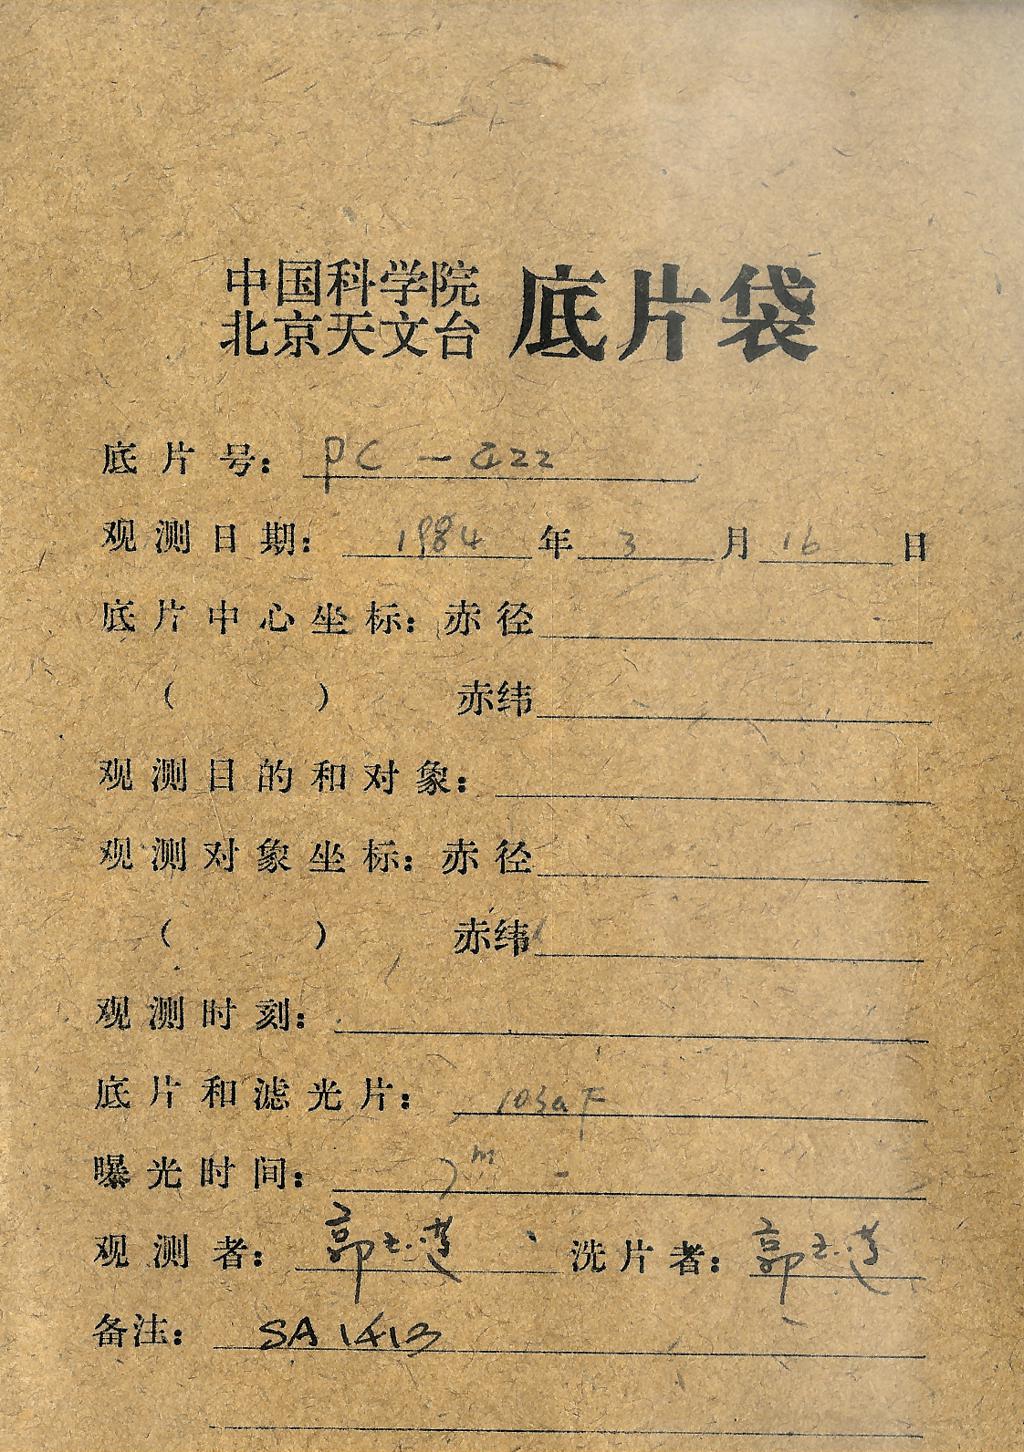 中国科学院
北京天文台 底片袋
底片号: PC —
观测日期: 1984 年 3 月 16 日
底片中心坐标: 赤径
( ) 赤纬
观测目的和对象:
观测对象坐标: 赤径
( ) 赤纬
观测时刻:
底片和滤光片: 103aF
曝光时间:
观测者: 郭 洗片者: 郭
备注: SA 1413